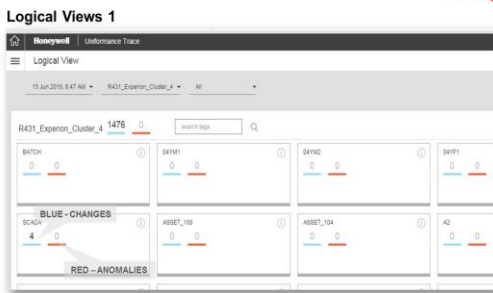 Logical Views 1
Honeywell Uniformance Trace
Logical View
15 Jun 2016, 8:47 AM R431_Experion_Cluster_4 All
R431_Experion_Cluster_4 1476 0 search tags
BATCH 04YM1 04YM2 04YF1
0 0 0 0 0 0 0 0
BLUE - CHANGES
SCADA ASSET_109 ASSET_104 A2
4 0 0 0 0 0 0 0
RED – ANOMALIES